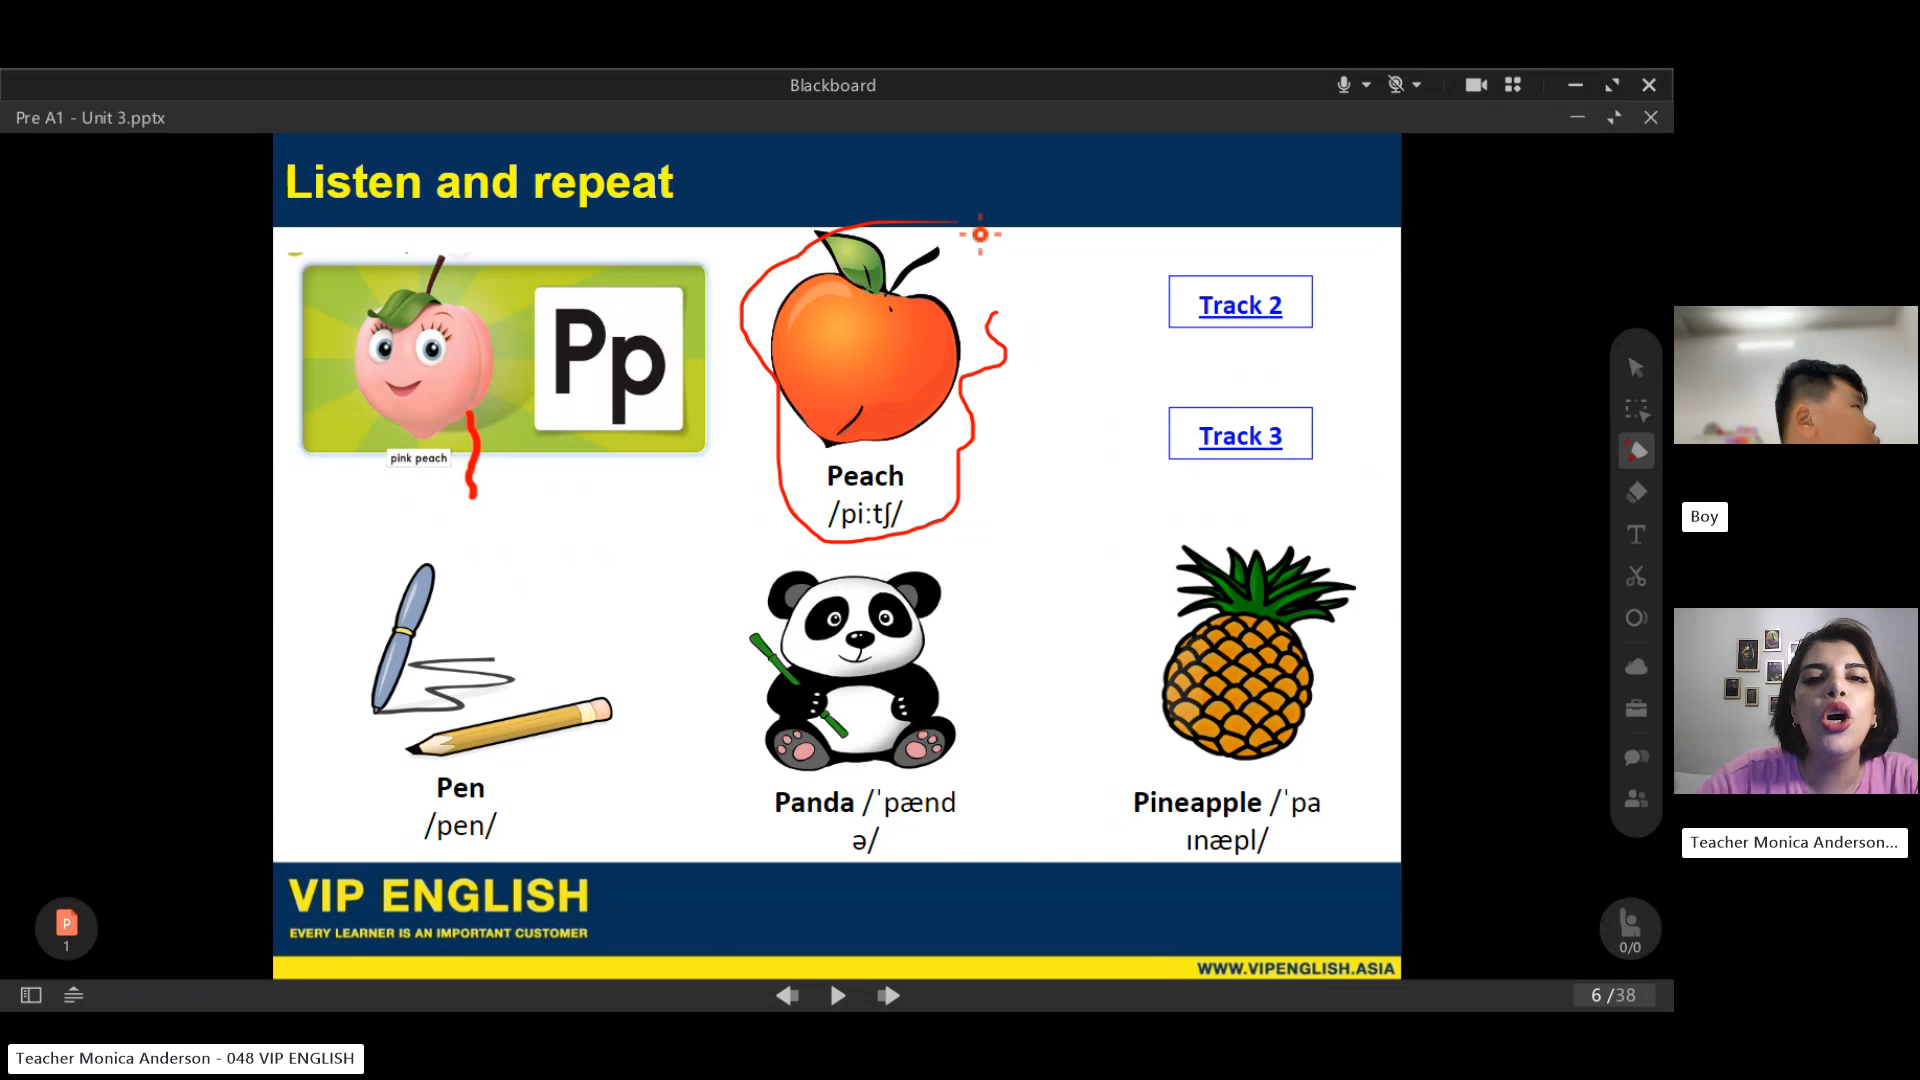 Blackboard
Pre A1 - Unit 3.pptx
Listen and repeat
Pp
pink peach
Peach
/piːtʃ/
Track 2
Track 3
Pen
/pen/
Panda /ˈpænd
ə/
Pineapple /ˈpa
ɪnæpl/
VIP ENGLISH
EVERY LEARNER IS AN IMPORTANT CUSTOMER
WWW.VIPENGLISH.ASIA
P
1
T
0/0
6 /38
Boy
Teacher Monica Anderson...
Teacher Monica Anderson - 048 VIP ENGLISH